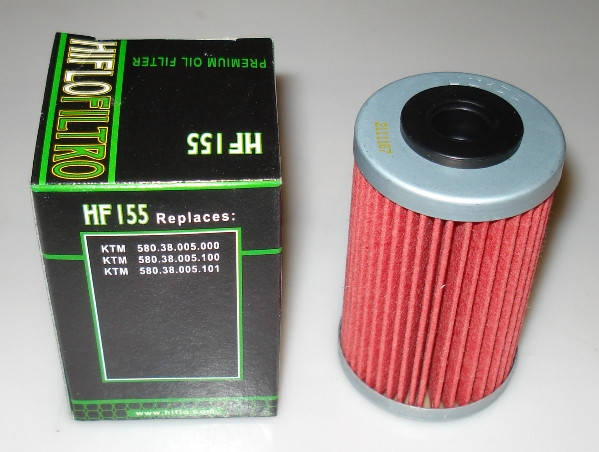 HIFLOFILTRO
PREMIUM OIL FILTER
HF155
HF155 Replaces:
KTM 580.38.005.000
KTM 580.38.005.100
KTM 580.38.005.101
www.hiflo.com